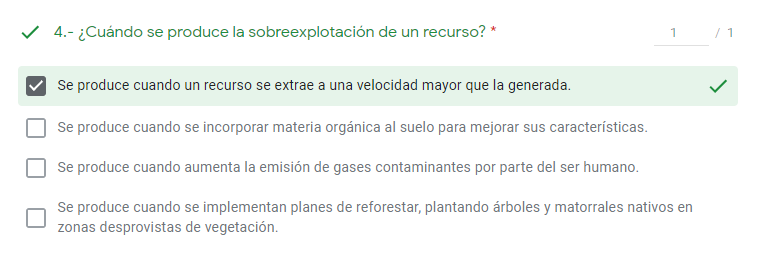 4.- ¿Cuándo se produce la sobreexplotación de un recurso? * 1 / 1
Se produce cuando un recurso se extrae a una velocidad mayor que la generada.
Se produce cuando se incorporar materia orgánica al suelo para mejorar sus características.
Se produce cuando aumenta la emisión de gases contaminantes por parte del ser humano.
Se produce cuando se implementan planes de reforestar, plantando árboles y matorrales nativos en
zonas desprovistas de vegetación.